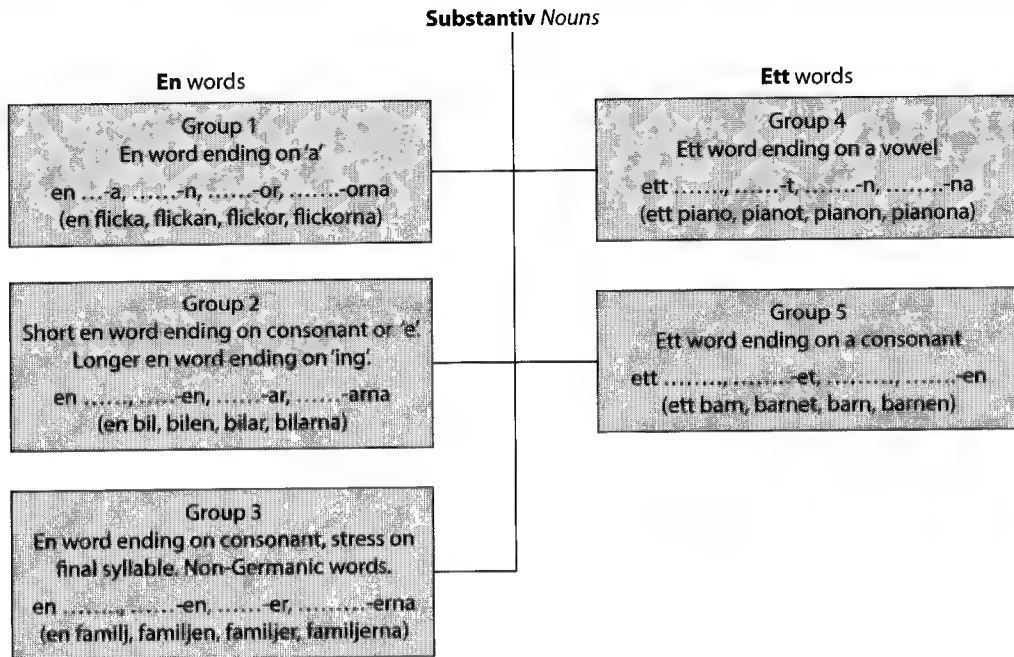 Substantiv Nouns
En words
Group 1
En word ending on 'a'
en ....-a, .......-n, .......-or, ........-orna
(en flicka, flickan, flickor, flickorna)
Group 2
Short en word ending on consonant or 'e'.
Longer en word ending on 'ing'.
en ........, ......-en, .......-ar, .......-arna
(en bil, bilen, bilar, bilarna)
Group 3
En word ending on consonant, stress on
final syllable. Non-Germanic words.
en ........, .......-en, .......-er, ..........-erna
(en familj, familjen, familjer, familjerna)
Ett words
Group 4
Ett word ending on a vowel
ett ......., ........-t, ........-n, ........-na
(ett piano, pianot, pianon, pianona)
Group 5
Ett word ending on a consonant
ett ........., ........-et, .........., ........-en
(ett barn, barnet, barn, barnen)